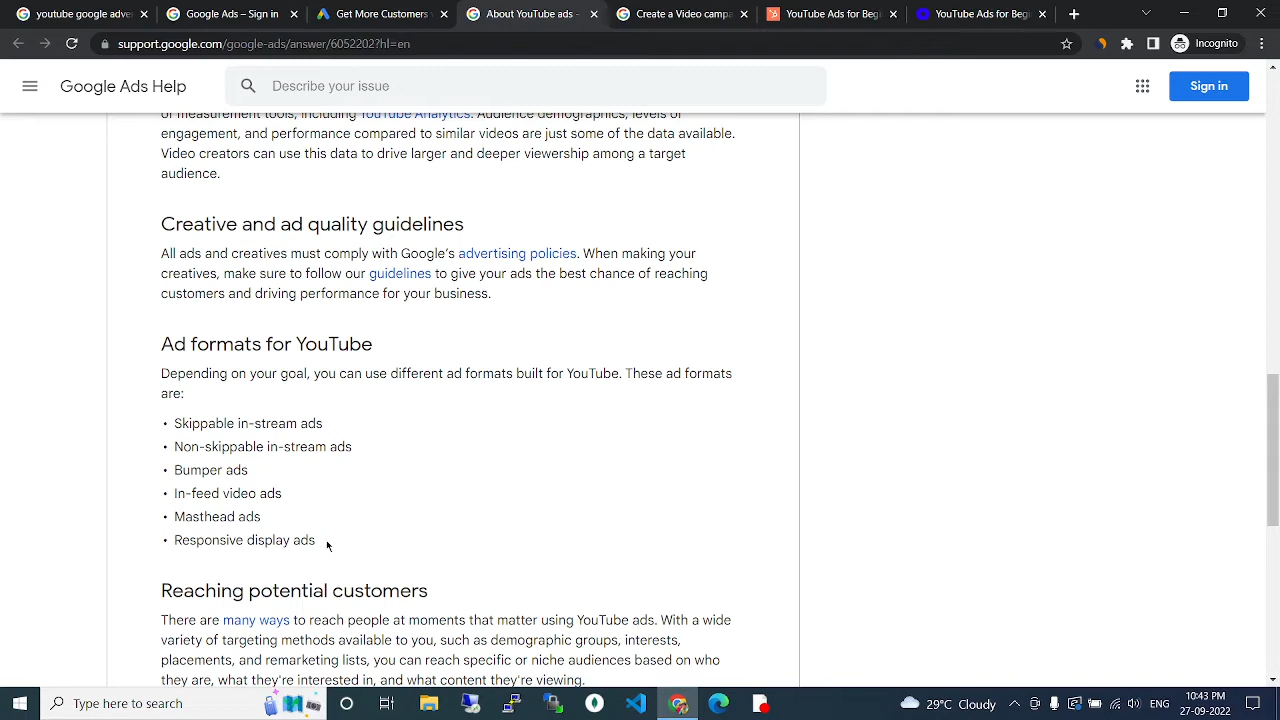 youtube google adver
Google Ads – Sign in
Get More Customers w
About YouTube ads -
Create a Video campa
YouTube Ads for Begi
YouTube Ads for Begi
support.google.com/google-ads/answer/6052202?hl=en
Incognito
Google Ads Help
Describe your issue
Sign in
of measurement tools, including YouTube Analytics. Audience demographics, levels of
engagement, and performance compared to similar videos are just some of the data available.
Video creators can use this data to drive larger and deeper viewership among a target
audience.
Creative and ad quality guidelines
All ads and creatives must comply with Google's advertising policies. When making your
creatives, make sure to follow our guidelines to give your ads the best chance of reaching
customers and driving performance for your business.
Ad formats for YouTube
Depending on your goal, you can use different ad formats built for YouTube. These ad formats
are:
• Skippable in-stream ads
• Non-skippable in-stream ads
• Bumper ads
• In-feed video ads
• Masthead ads
• Responsive display ads
Reaching potential customers
There are many ways to reach people at moments that matter using YouTube ads. With a wide
variety of targeting methods available to you, such as demographic groups, interests,
placements, and remarketing lists, you can reach specific or niche audiences based on who
they are, what they're interested in, and what content they're viewing.
Type here to search
29°C Cloudy
ENG
10:43 PM
27-09-2022